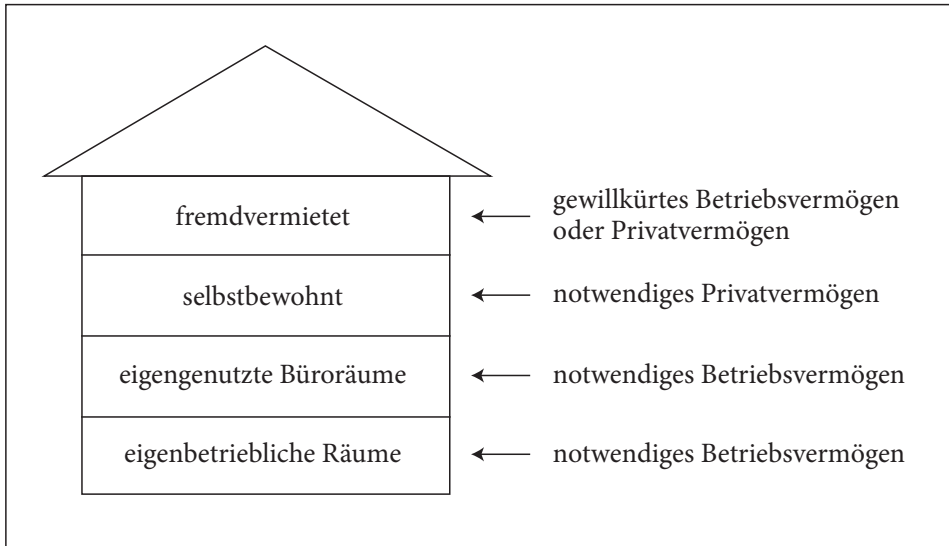 fremdvermietet
gewillkürtes Betriebsvermögen
oder Privatvermögen
selbstbewohnt
notwendiges Privatvermögen
eigengenutzte Büroräume
notwendiges Betriebsvermögen
eigenbetriebliche Räume
notwendiges Betriebsvermögen